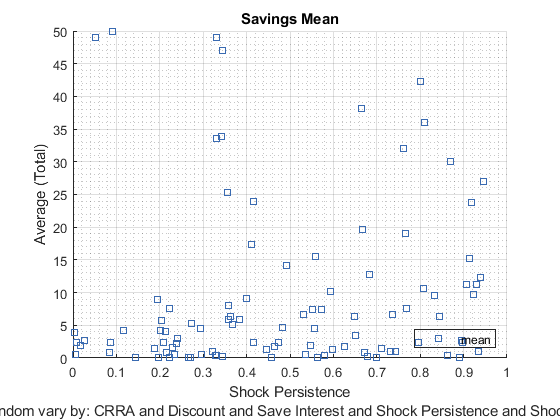 Savings Mean
50
45
40
35
30
25
20
15
10
5
0
Average (Total)
mean
0 0.1 0.2 0.3 0.4 0.5 0.6 0.7 0.8 0.9 1
Shock Persistence
vary by: CRRA and Discount and Save Interest and Shock Persistence and